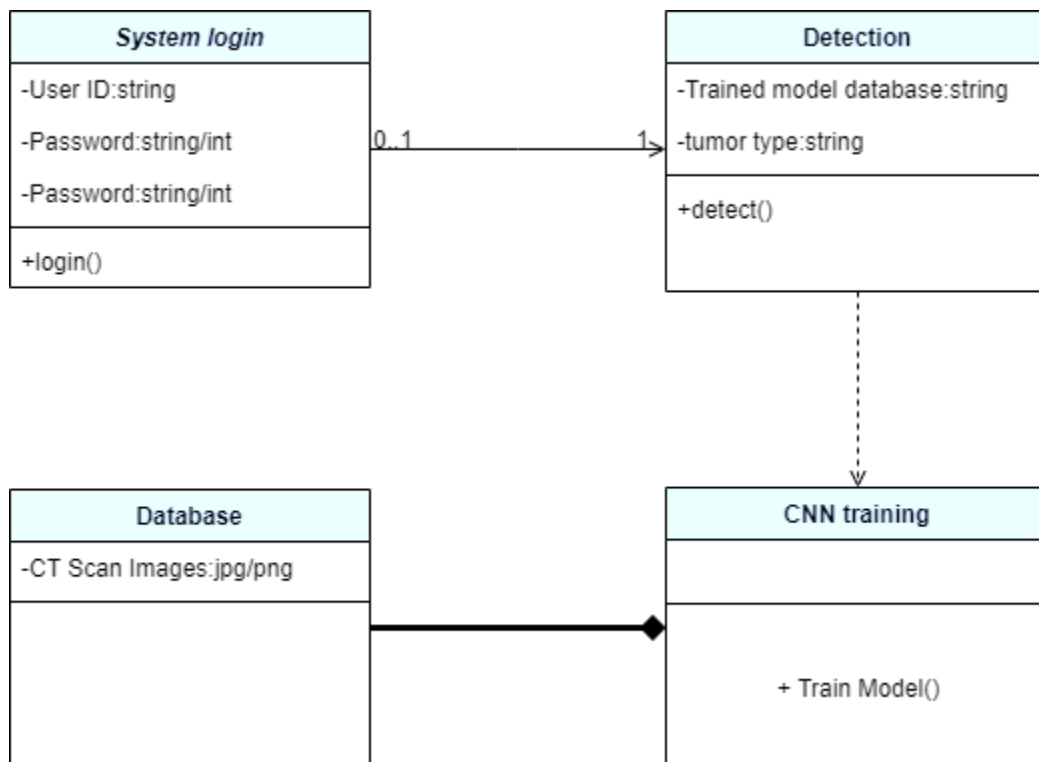 System login
-User ID:string
-Password:string/int
-Password:string/int
+login()
0..1
1
Detection
-Trained model database:string
-tumor type:string
+detect()
Database
-CT Scan Images:jpg/png
CNN training
+ Train Model()